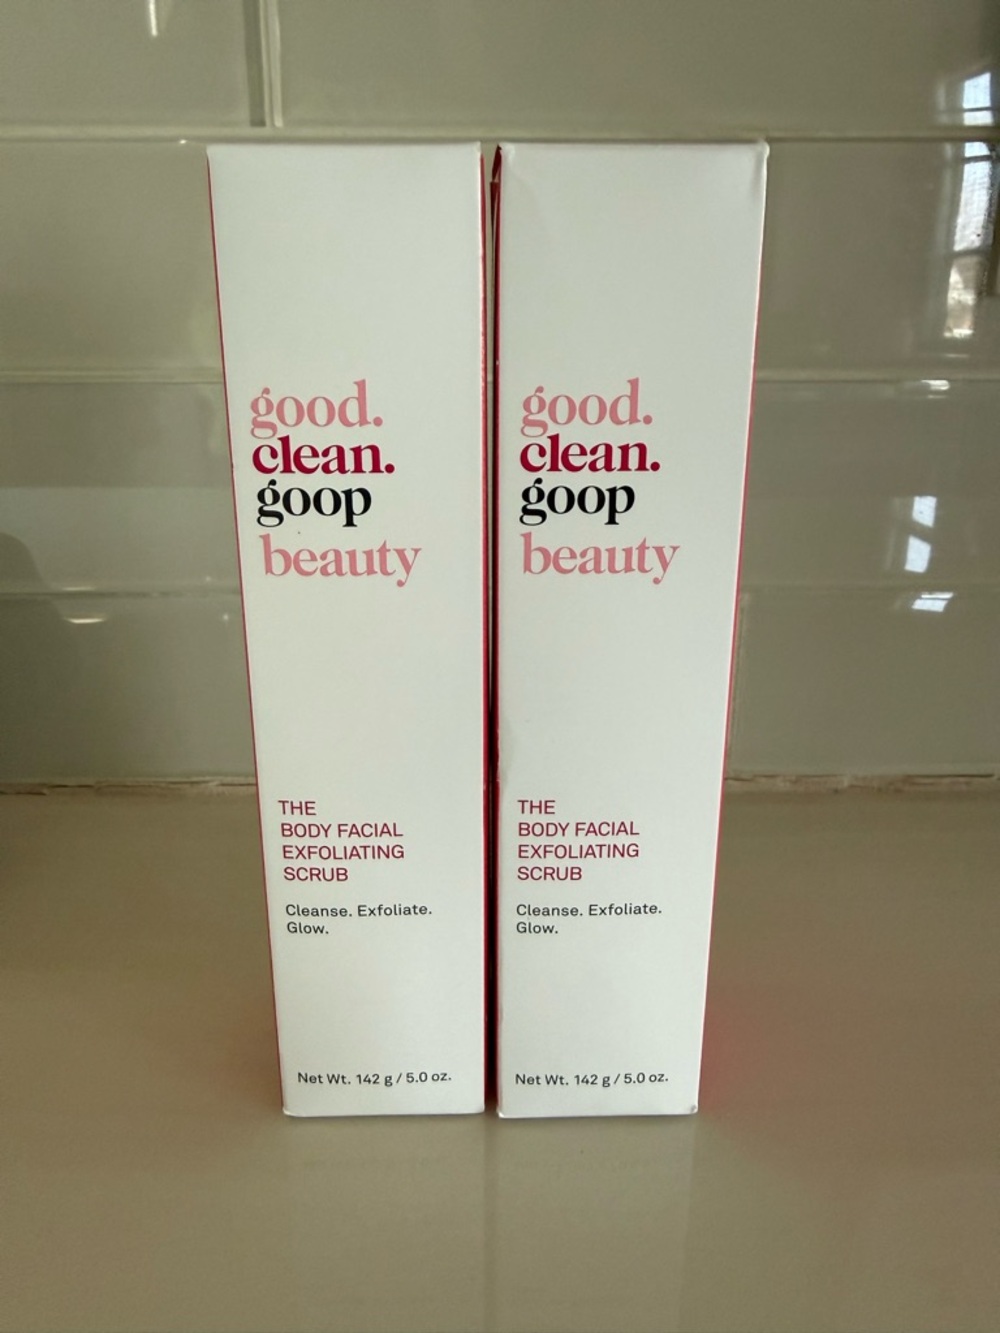 good.
clean.
goop
beauty
THE
BODY FACIAL
EXFOLIATING
SCRUB
Cleanse. Exfoliate.
Glow.
Net Wt. 142 g / 5.0 oz.
good.
clean.
goop
beauty
THE
BODY FACIAL
EXFOLIATING
SCRUB
Cleanse. Exfoliate.
Glow.
Net Wt. 142 g / 5.0 oz.